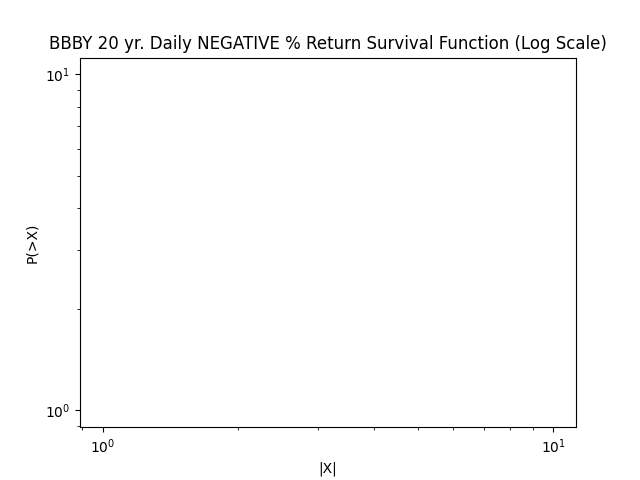 BBBY 20 yr. Daily NEGATIVE % Return Survival Function (Log Scale)
10¹
P(>X)
10⁰
10⁰ 10¹
|X|